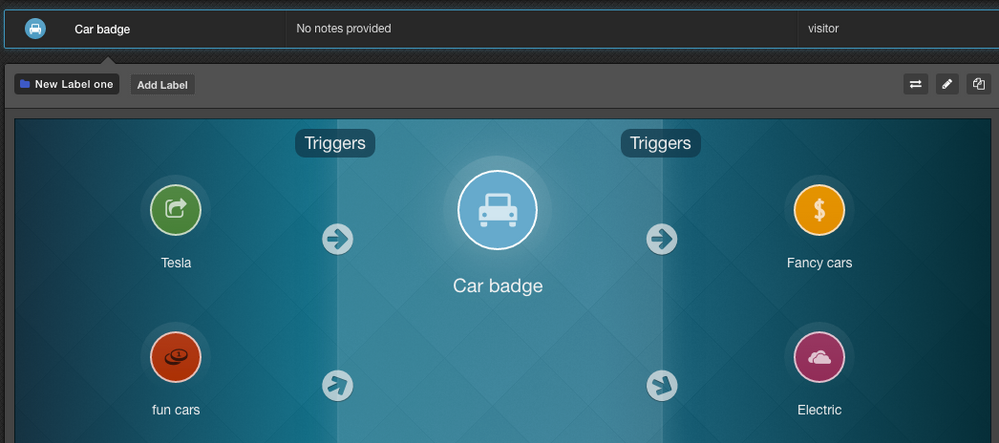 Car badge
No notes provided
visitor
New Label one
Add Label
Triggers
Triggers
Tesla
Car badge
Fancy cars
fun cars
Electric